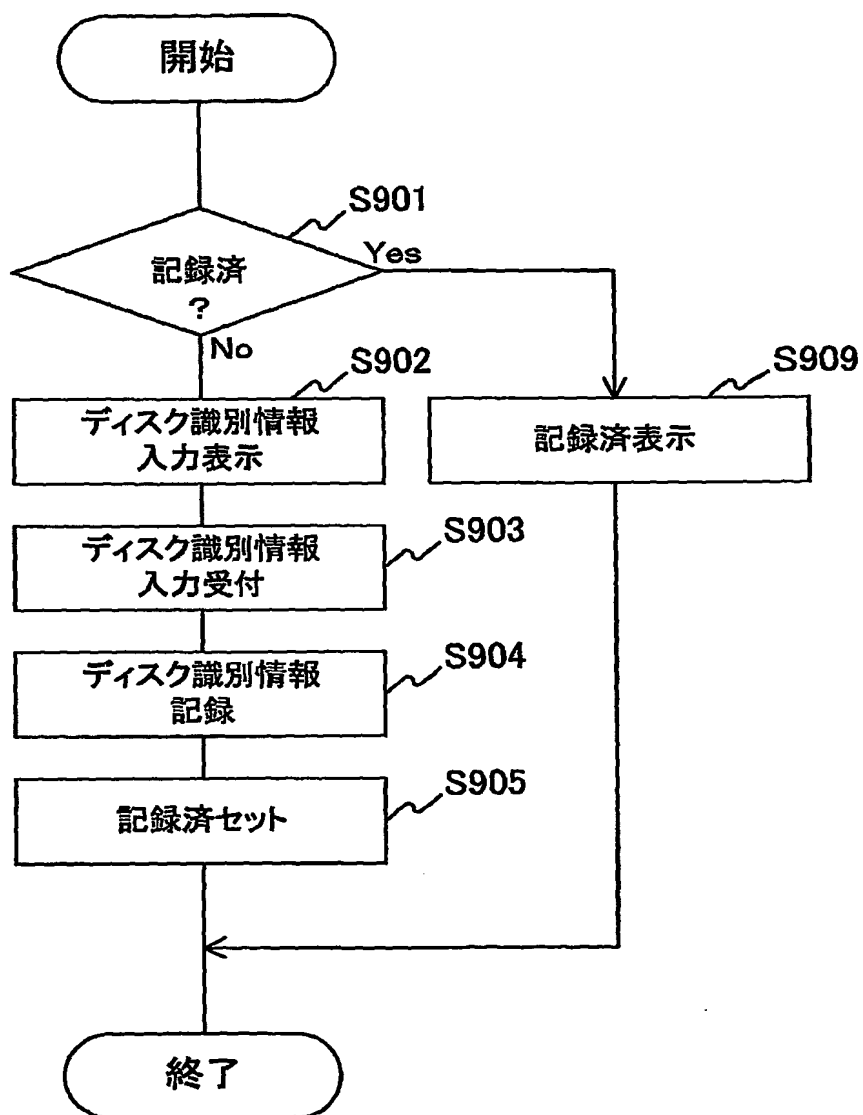 開始
S901
記録済
?
Yes
No
S902
ディスク識別情報
入力表示
S909
記録済表示
S903
ディスク識別情報
入力受付
S904
ディスク識別情報
記録
S905
記録済セット
終了